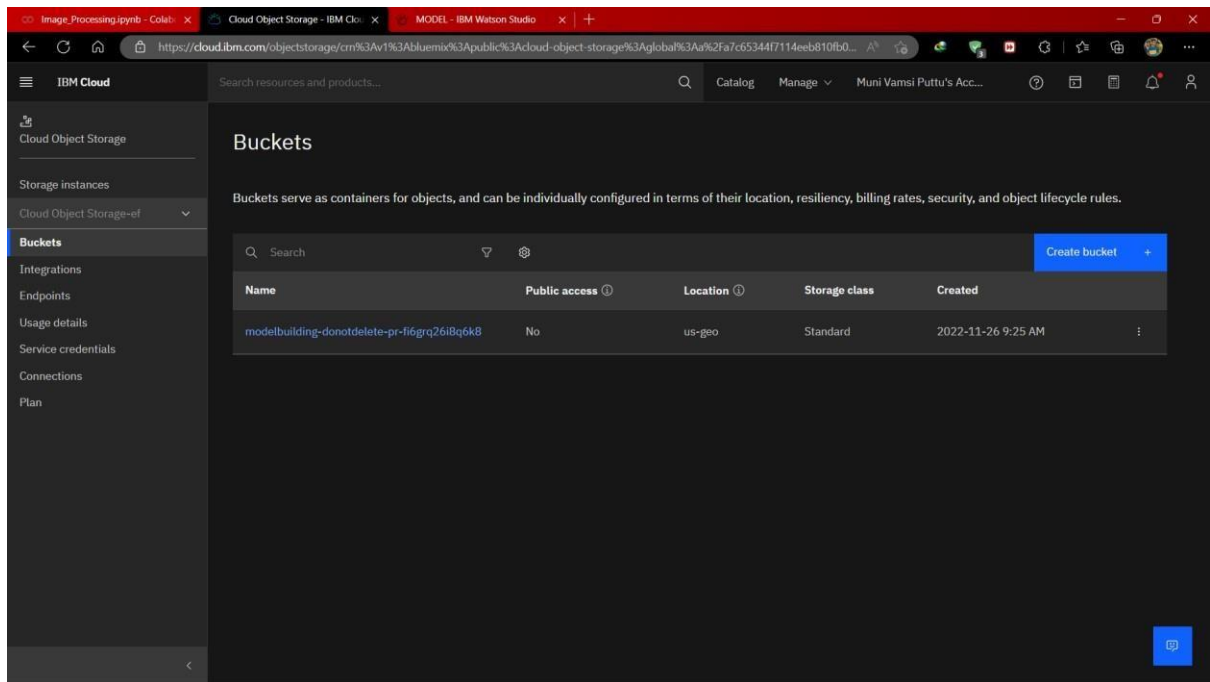 Image_Processing.ipynb - Colab
Cloud Object Storage - IBM Clou
MODEL - IBM Watson Studio
https://cloud.ibm.com/objectstorage/crn%3Av1%3Abluemix%3Apublic%3Acloud-object-storage%3Aglobal%3Aa%2Fa7c65344f7114eeb810fb0...
IBM Cloud
Search resources and products...
Catalog
Manage
Muni Vamsi Puttu's Acc...
Cloud Object Storage
Storage instances
Cloud Object Storage-ef
Buckets
Integrations
Endpoints
Usage details
Service credentials
Connections
Plan
Buckets
Buckets serve as containers for objects, and can be individually configured in terms of their location, resiliency, billing rates, security, and object lifecycle rules.
Search
Create bucket +
Name Public access Location Storage class Created
modelbuilding-donotdelete-pr-fi6grq26i8q6k8 No us-geo Standard 2022-11-26 9:25 AM